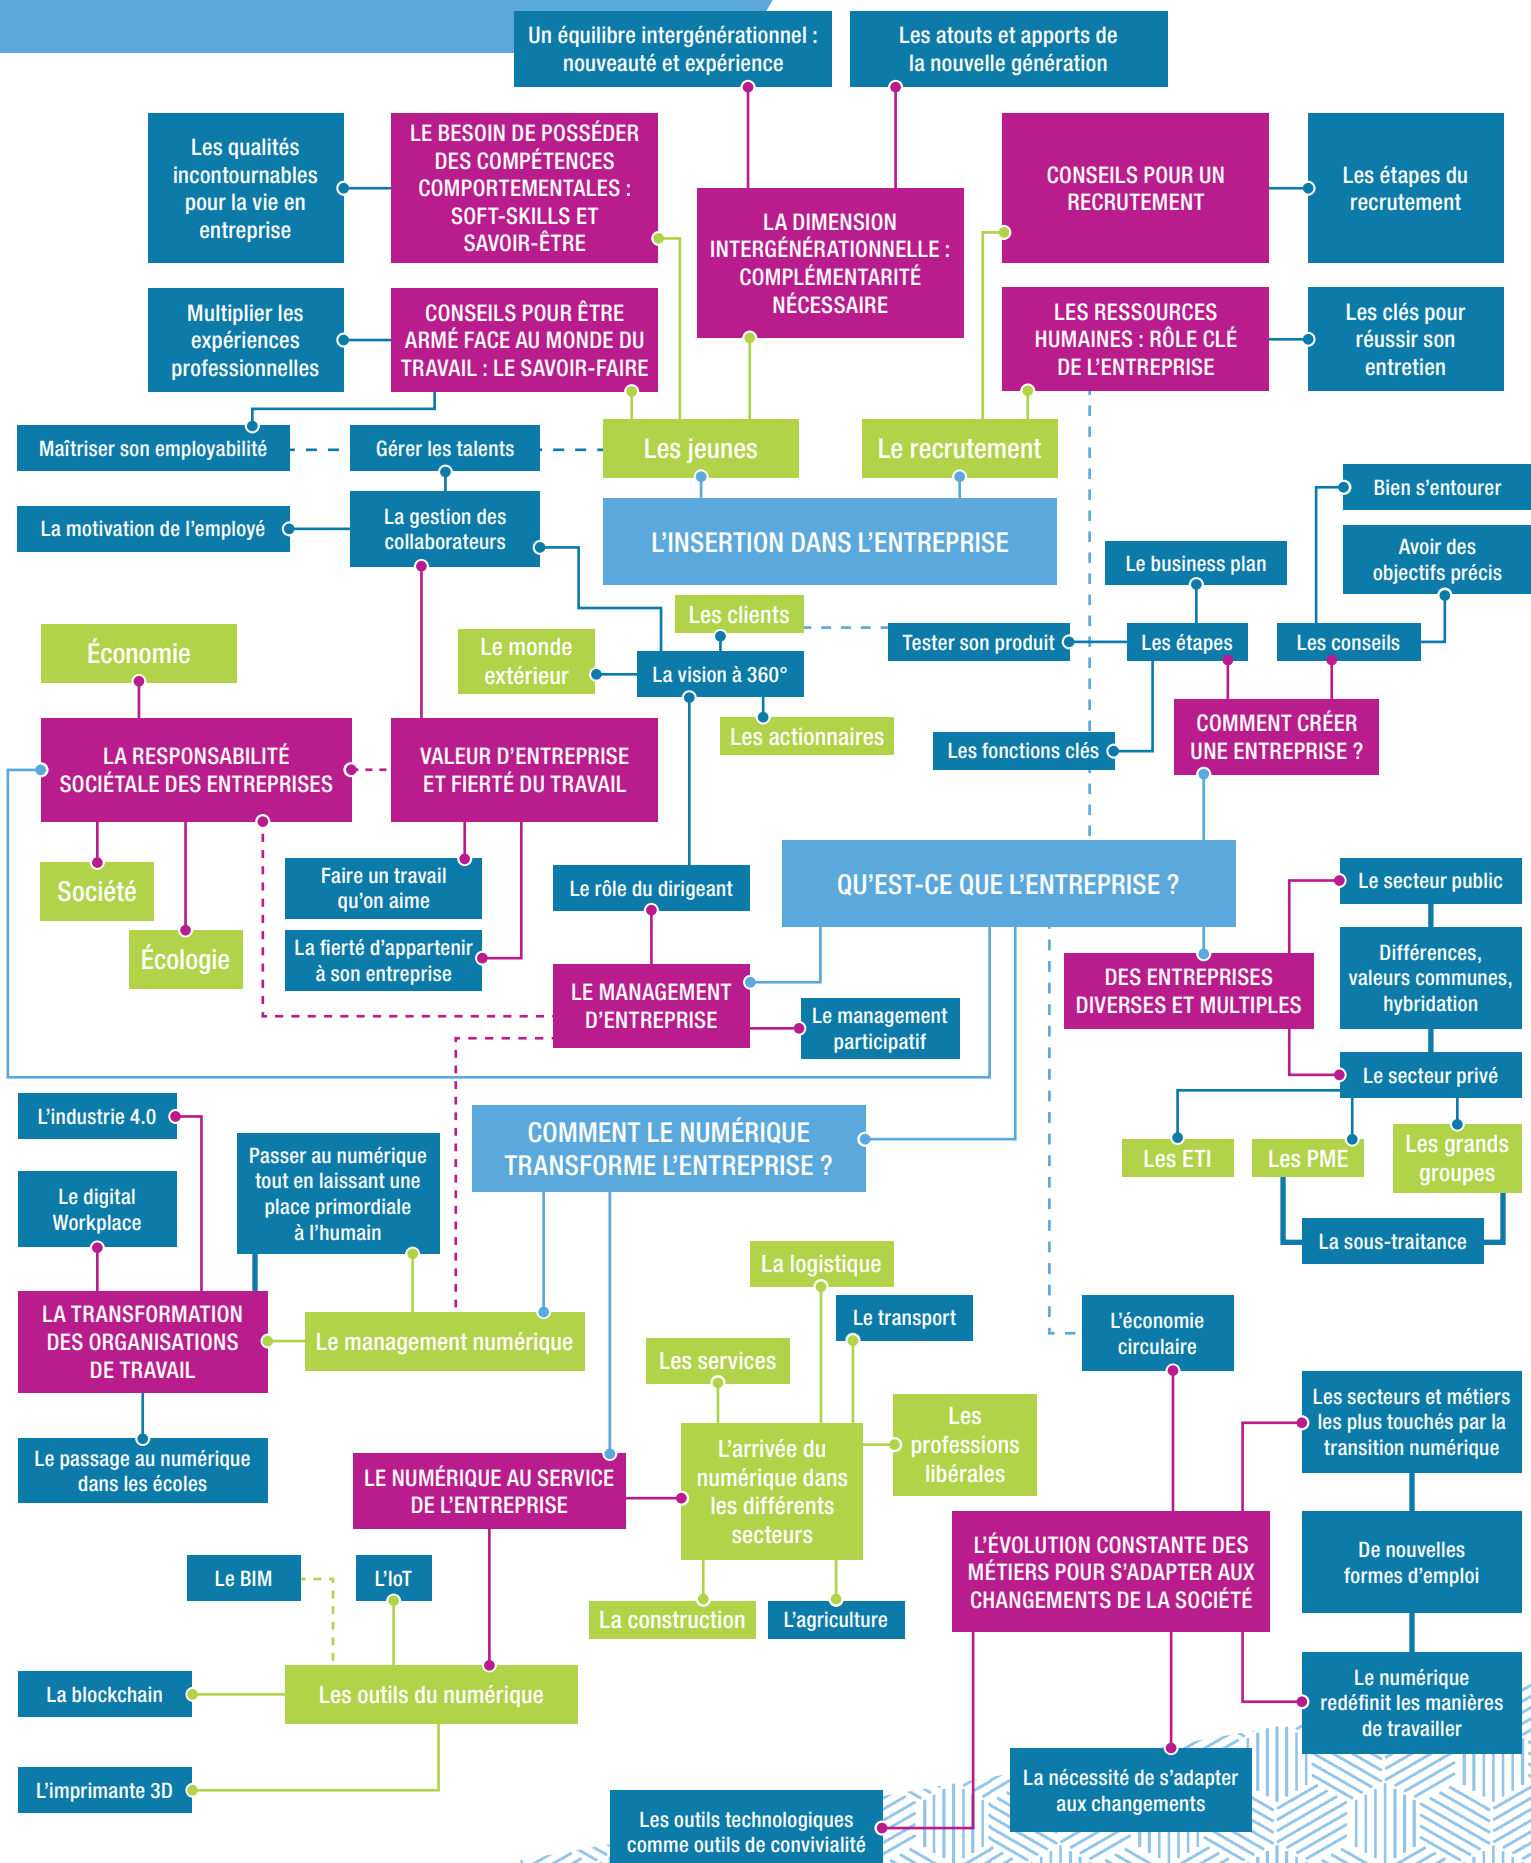 Un équilibre intergénérationnel :
nouveauté et expérience
Les atouts et apports de
la nouvelle génération
Les qualités
incontournables
pour la vie en
entreprise
LE BESOIN DE POSSÉDER
DES COMPÉTENCES
COMPORTEMENTALES :
SOFT-SKILLS ET
SAVOIR-ÊTRE
LA DIMENSION
INTERGÉNÉRATIONNELLE :
COMPLÉMENTARITÉ
NÉCESSAIRE
CONSEILS POUR UN
RECRUTEMENT
Les étapes du
recrutement
Multiplier les
expériences
professionnelles
CONSEILS POUR ÊTRE
ARMÉ FACE AU MONDE DU
TRAVAIL : LE SAVOIR-FAIRE
LES RESSOURCES
HUMAINES : RÔLE CLÉ
DE L’ENTREPRISE
Les clés pour
réussir son
entretien
Maîtriser son employabilité
Gérer les talents
Les jeunes
Le recrutement
La motivation de l’employé
La gestion des
collaborateurs
L’INSERTION DANS L’ENTREPRISE
Bien s’entourer
Avoir des
objectifs précis
Le business plan
Les clients
Économie
Le monde
extérieur
La vision à 360°
Tester son produit
Les étapes
Les conseils
Les actionnaires
LA RESPONSABILITÉ
SOCIÉTALE DES ENTREPRISES
VALEUR D’ENTREPRISE
ET FIERTÉ DU TRAVAIL
Les fonctions clés
COMMENT CRÉER
UNE ENTREPRISE ?
Société
Faire un travail
qu’on aime
Le rôle du dirigeant
QU’EST-CE QUE L’ENTREPRISE ?
Le secteur public
Écologie
La fierté d’appartenir
à son entreprise
LE MANAGEMENT
D’ENTREPRISE
Le management
participatif
DES ENTREPRISES
DIVERSES ET MULTIPLES
Différences,
valeurs communes,
hybridation
Le secteur privé
L’industrie 4.0
COMMENT LE NUMÉRIQUE
TRANSFORME L’ENTREPRISE ?
Les ETI
Les PME
Les grands
groupes
Passer au numérique
tout en laissant une
place primordiale
à l’humain
Le digital
Workplace
La sous-traitance
La logistique
LA TRANSFORMATION
DES ORGANISATIONS
DE TRAVAIL
Le management numérique
Le transport
L’économie
circulaire
Les services
Les
professions
libérales
Les secteurs et métiers
les plus touchés par la
transition numérique
Le passage au numérique
dans les écoles
LE NUMÉRIQUE AU SERVICE
DE L’ENTREPRISE
L’arrivée du
numérique dans
les différents
secteurs
L’ÉVOLUTION CONSTANTE DES
MÉTIERS POUR S’ADAPTER AUX
CHANGEMENTS DE LA SOCIÉTÉ
De nouvelles
formes d’emploi
Le BIM
L’IoT
La construction
L’agriculture
La blockchain
Les outils du numérique
Le numérique
redéfinit les manières
de travailler
L’imprimante 3D
La nécessité de s’adapter
aux changements
Les outils technologiques
comme outils de convivialité